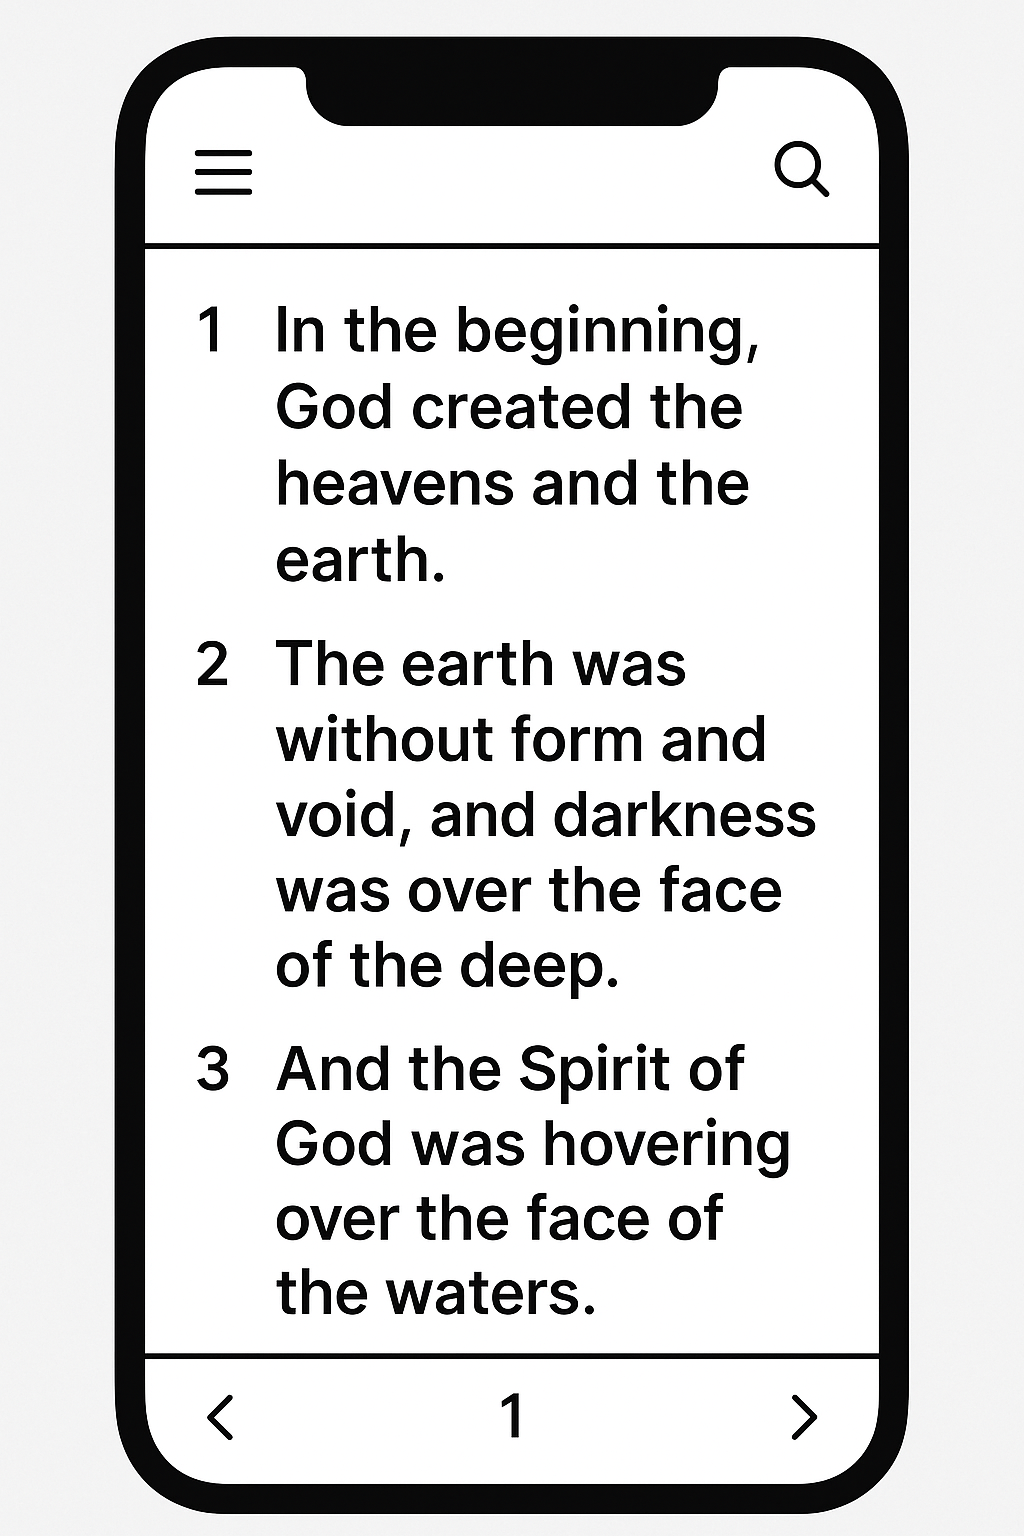 1 In the beginning,
God created the
heavens and the
earth.
2 The earth was
without form and
void, and darkness
was over the face
of the deep.
3 And the Spirit of
God was hovering
over the face of
the waters.
1